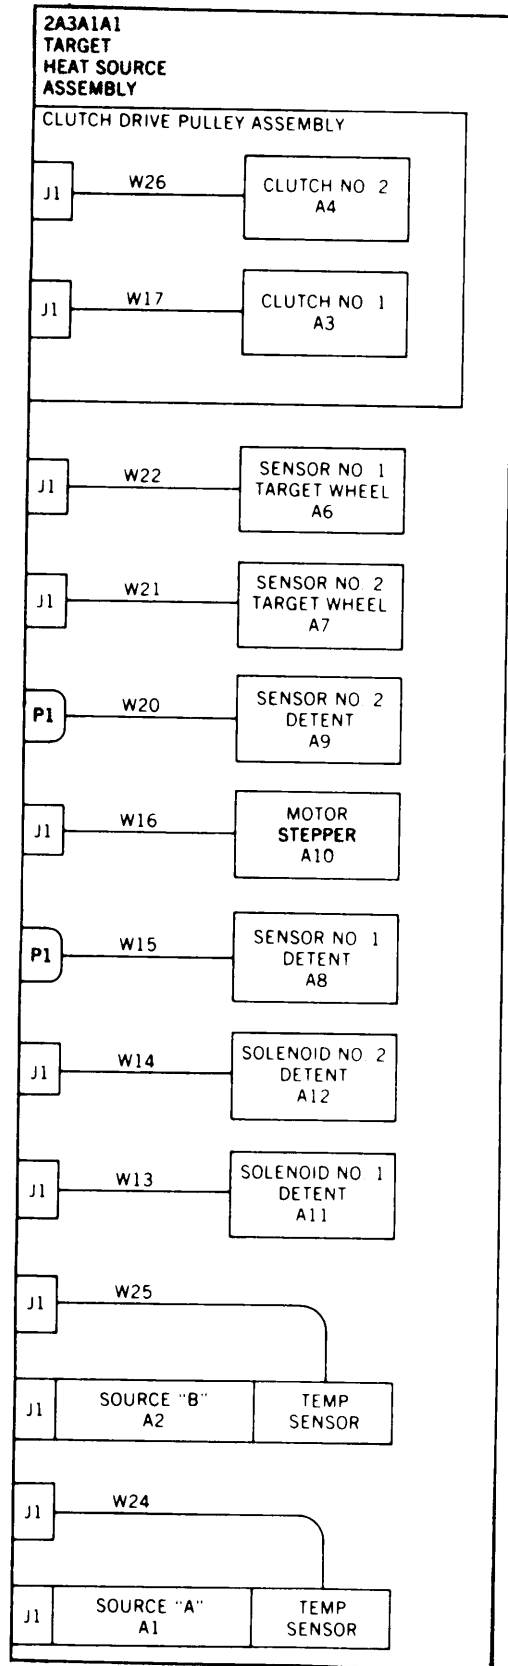 2A3A1A1
TARGET
HEAT SOURCE
ASSEMBLY
CLUTCH DRIVE PULLEY ASSEMBLY
J1
W26
CLUTCH NO 2
A4
J1
W17
CLUTCH NO 1
A3
J1
W22
SENSOR NO 1
TARGET WHEEL
A6
J1
W21
SENSOR NO. 2
TARGET WHEEL
A7
P1
W20
SENSOR NO 2
DETENT
A9
J1
W16
MOTOR
STEPPER
A10
P1
W15
SENSOR NO 1
DETENT
A8
J1
W14
SOLENOID NO. 2
DETENT
A12
J1
W13
SOLENOID NO 1
DETENT
A11
J1
W25
J1
SOURCE "B"
A2
TEMP
SENSOR
J1
W24
J1
SOURCE "A"
A1
TEMP
SENSOR